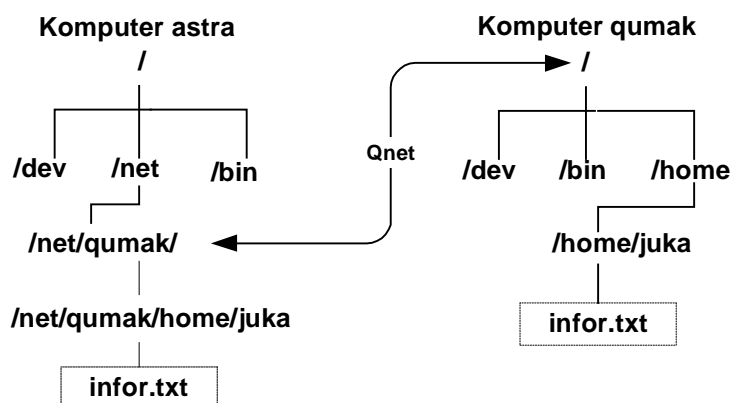 Komputer astra
/
/dev
/net
/bin
/net/qumak/
/net/qumak/home/juka
infor.txt
Qnet
Komputer qumak
/
/dev
/bin
/home
/home/juka
infor.txt